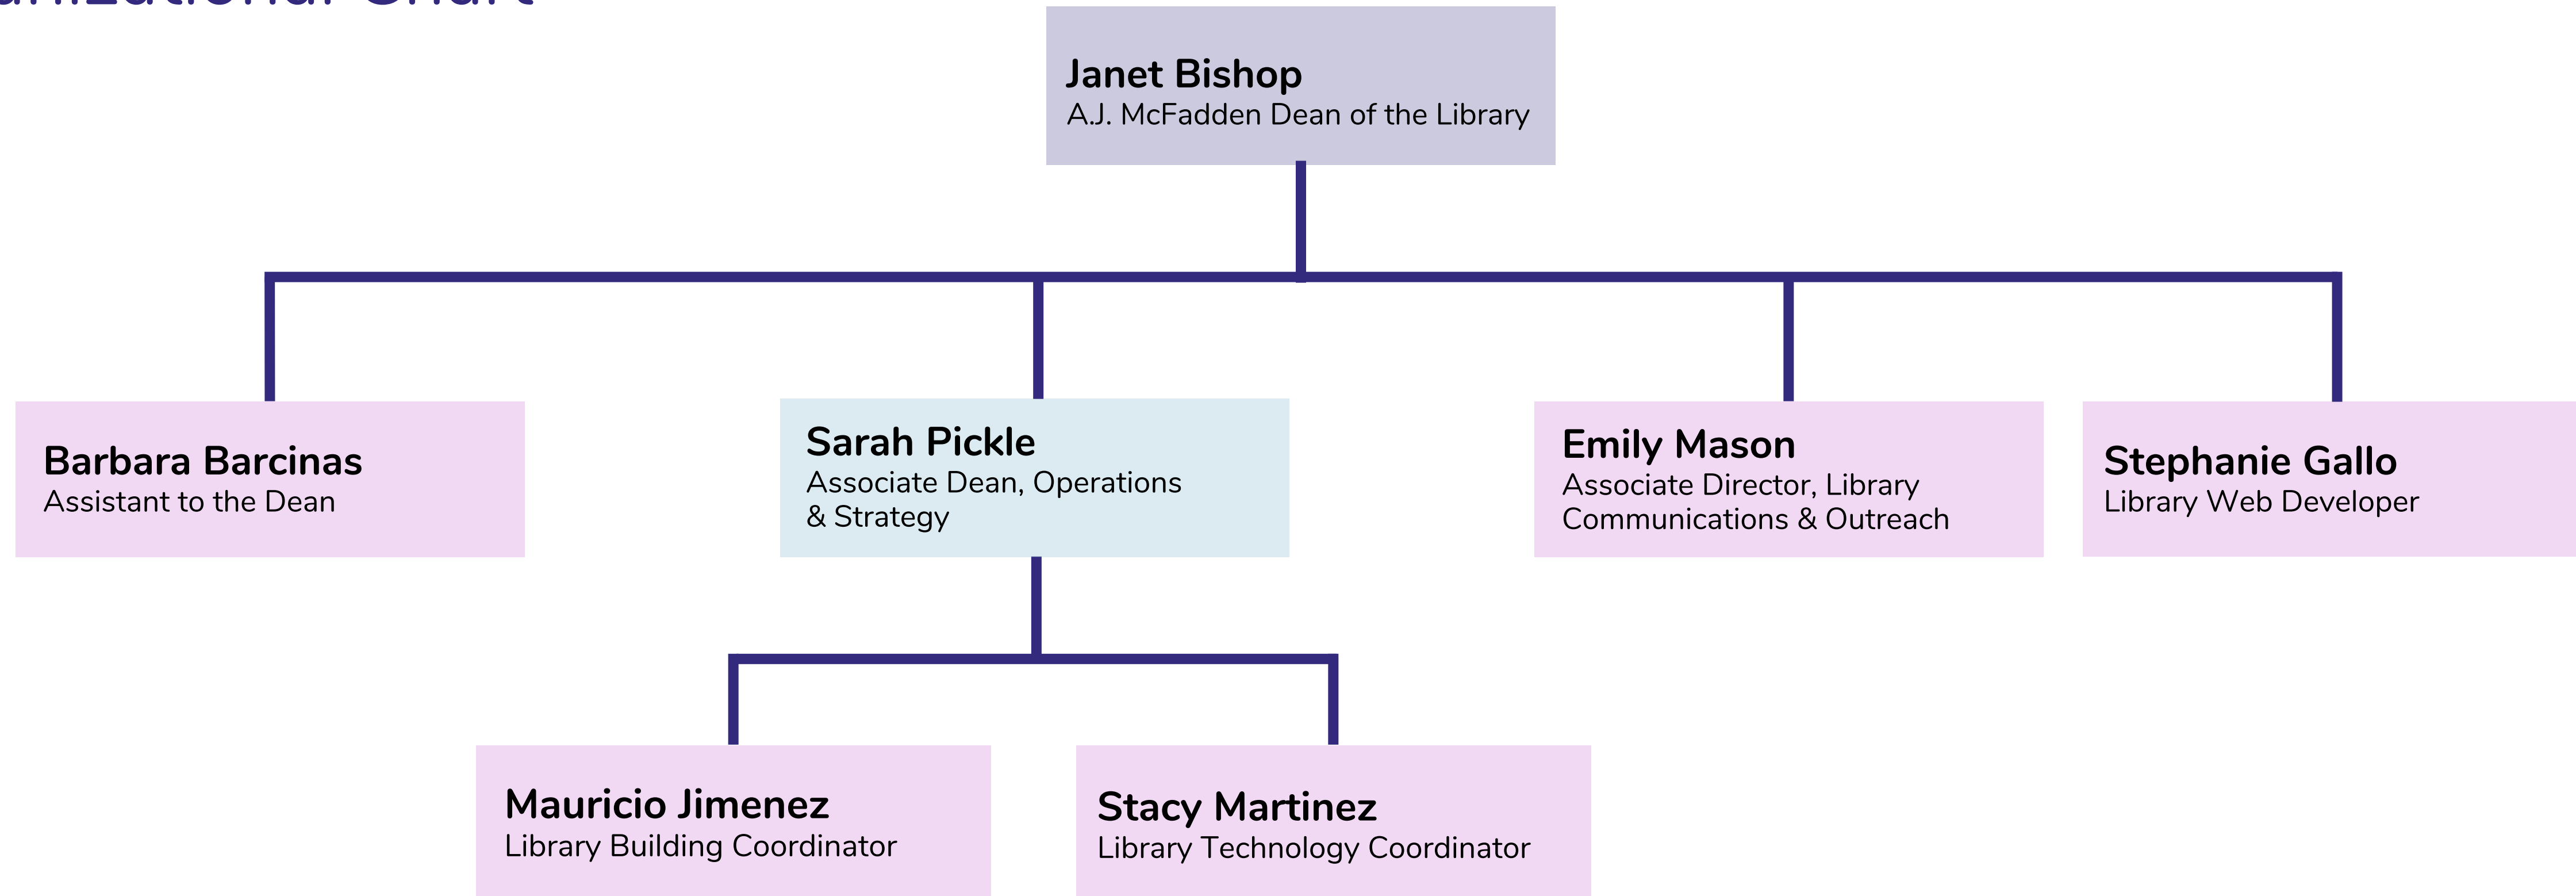 Chart
Janet Bishop
A.J. McFadden Dean of the Library
Barbara Barcinas
Assistant to the Dean
Sarah Pickle
Associate Dean, Operations
& Strategy
Emily Mason
Associate Director, Library
Communications & Outreach
Stephanie Gallo
Library Web Developer
Mauricio Jimenez
Library Building Coordinator
Stacy Martinez
Library Technology Coordinator